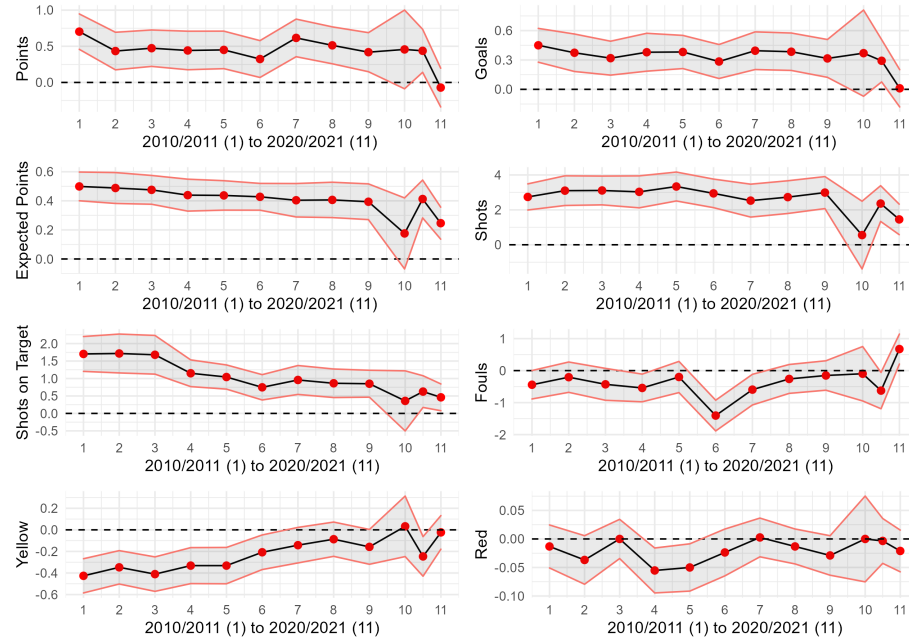 Points
1.0
0.5
0.0
1 2 3 4 5 6 7 8 9 10 11
2010/2011 (1) to 2020/2021 (11)
Goals
0.6
0.3
0.0
1 2 3 4 5 6 7 8 9 10 11
2010/2011 (1) to 2020/2021 (11)
Expected Points
0.6
0.4
0.2
0.0
1 2 3 4 5 6 7 8 9 10 11
2010/2011 (1) to 2020/2021 (11)
Shots
4
2
0
1 2 3 4 5 6 7 8 9 10 11
2010/2011 (1) to 2020/2021 (11)
Shots on Target
2.0
1.5
1.0
0.5
0.0
-0.5
1 2 3 4 5 6 7 8 9 10 11
2010/2011 (1) to 2020/2021 (11)
Fouls
1
0
-1
-2
1 2 3 4 5 6 7 8 9 10 11
2010/2011 (1) to 2020/2021 (11)
Yellow
0.2
0.0
-0.2
-0.4
-0.6
1 2 3 4 5 6 7 8 9 10 11
2010/2011 (1) to 2020/2021 (11)
Red
0.05
0.00
-0.05
-0.10
1 2 3 4 5 6 7 8 9 10 11
2010/2011 (1) to 2020/2021 (11)